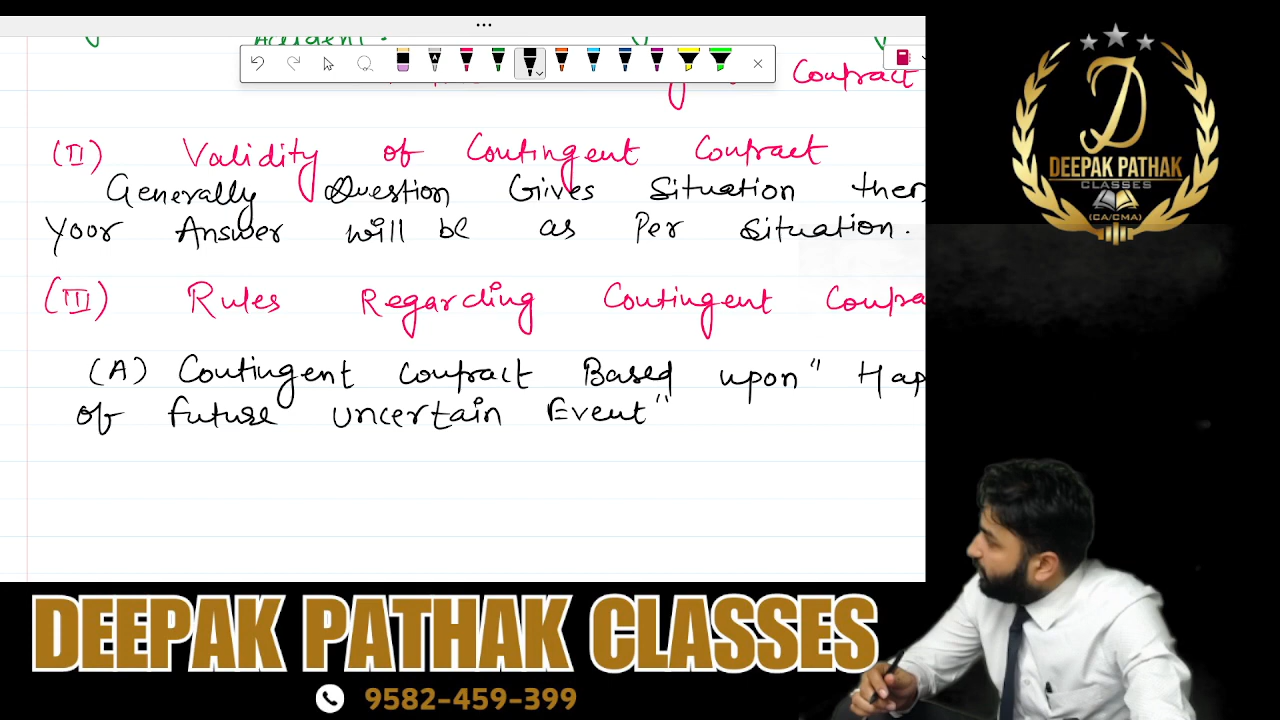 Contract
(II) Validity of Contingent Contract
Generally Question Gives Situation then
Yoor Answer will be as Per situation.
(III) Rules Regarding Contingent Contra
(A) Contingent Contract Based upon " Hap
of future uncertain Event"
D
DEEPAK PATHAK
CLASSES
(CA/CMA)
DEEPAK PATHAK CLASSES
9582-459-399